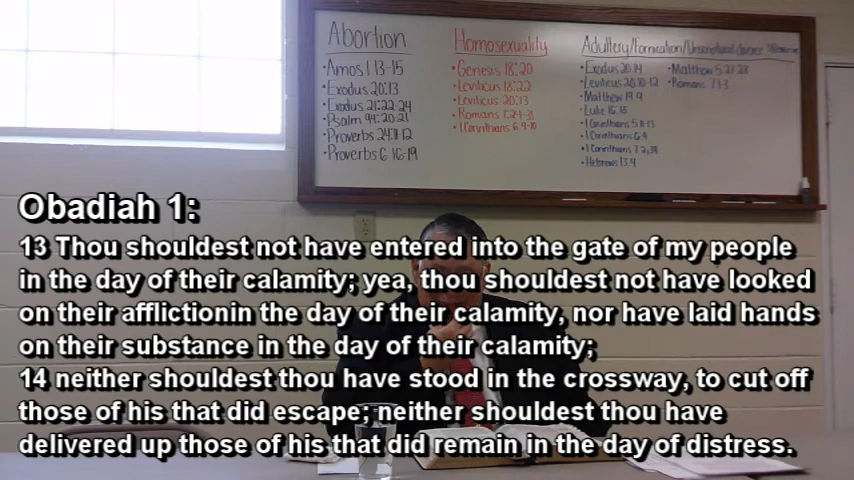 Abortion
• Amos 1 13-15
• Exodus 20:13
• Exodus 21:22-24
• Psalm 94:20-21
• Proverbs 24:11-12
• Proverbs 6 16-19
Homosexuality
• Genesis 18:20
• Leviticus 18:22
• Leviticus 20:13
• Romans 1:24-31
• 1 Corinthians 6 9-10
Adultery/Fornication/Unscriptural divorce
• Exodus 20:14
• Leviticus 20:10-12
• Matthew 19 9
• Luke 16:18
• 1 Corinthians 5:11-13
• 1 Corinthians 6:9
• 1 Corinthians 7:2,39
• Hebrews 13:4
• Matthew 5:27-28
• Romans 7:1-3
Obadiah 1:
13 Thou shouldest not have entered into the gate of my people
in the day of their calamity; yea, thou shouldest not have looked
on their afflictionin the day of their calamity, nor have laid hands
on their substance in the day of their calamity;
14 neither shouldest thou have stood in the crossway, to cut off
those of his that did escape; neither shouldest thou have
delivered up those of his that did remain in the day of distress.